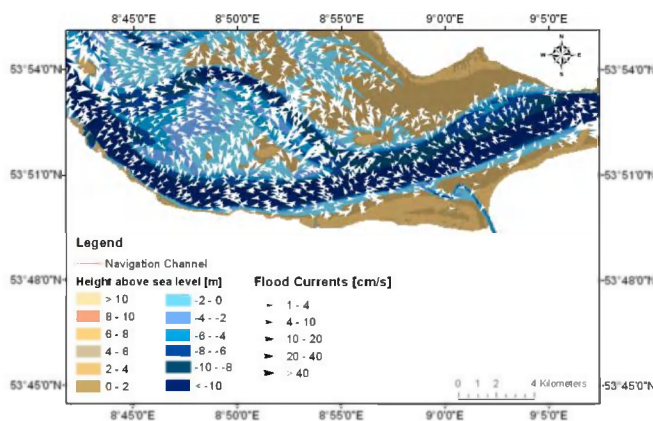 8°45'0"E 8°50'0"E 8°55'0"E 9°0'0"E 9°5'0"E
N
W E
S
53°54'0"N 53°54'0"N
53°51'0"N 53°51'0"N
53°48'0"N 53°48'0"N
53°45'0"N 53°45'0"N
Legend
Navigation Channel
Height above sea level [m]
> 10 -2 - 0
8 - 10 -4 - -2
6 - 8 -6 - -4
4 - 6 -8 - -6
2 - 4 -10 - -8
0 - 2 < -10
Flood Currents [cm/s]
1 - 4
4 - 10
10 - 20
20 - 40
> 40
0 1 2 4 Kilometers
8°45'0"E 8°50'0"E 8°55'0"E 9°0'0"E 9°5'0"E